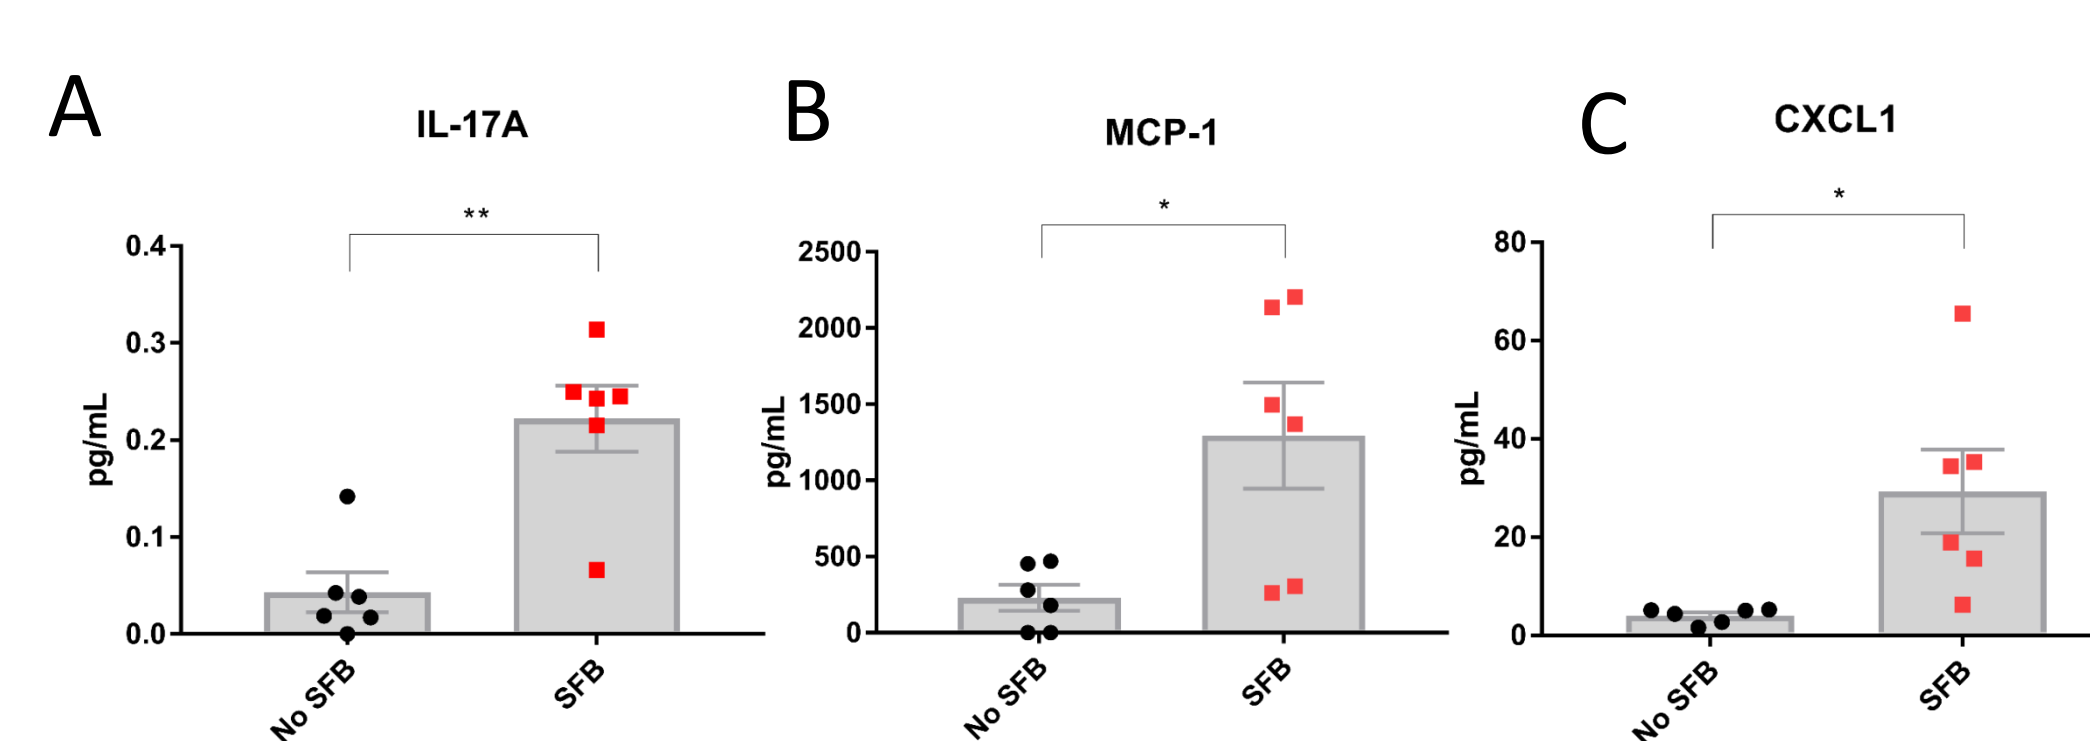 A
IL-17A
**
0.4
0.3
0.2
0.1
0.0
pg/mL
No SFB
SFB
B
MCP-1
*
2500
2000
1500
1000
500
0
pg/mL
No SFB
SFB
C
CXCL1
*
80
60
40
20
0
pg/mL
No SFB
SFB